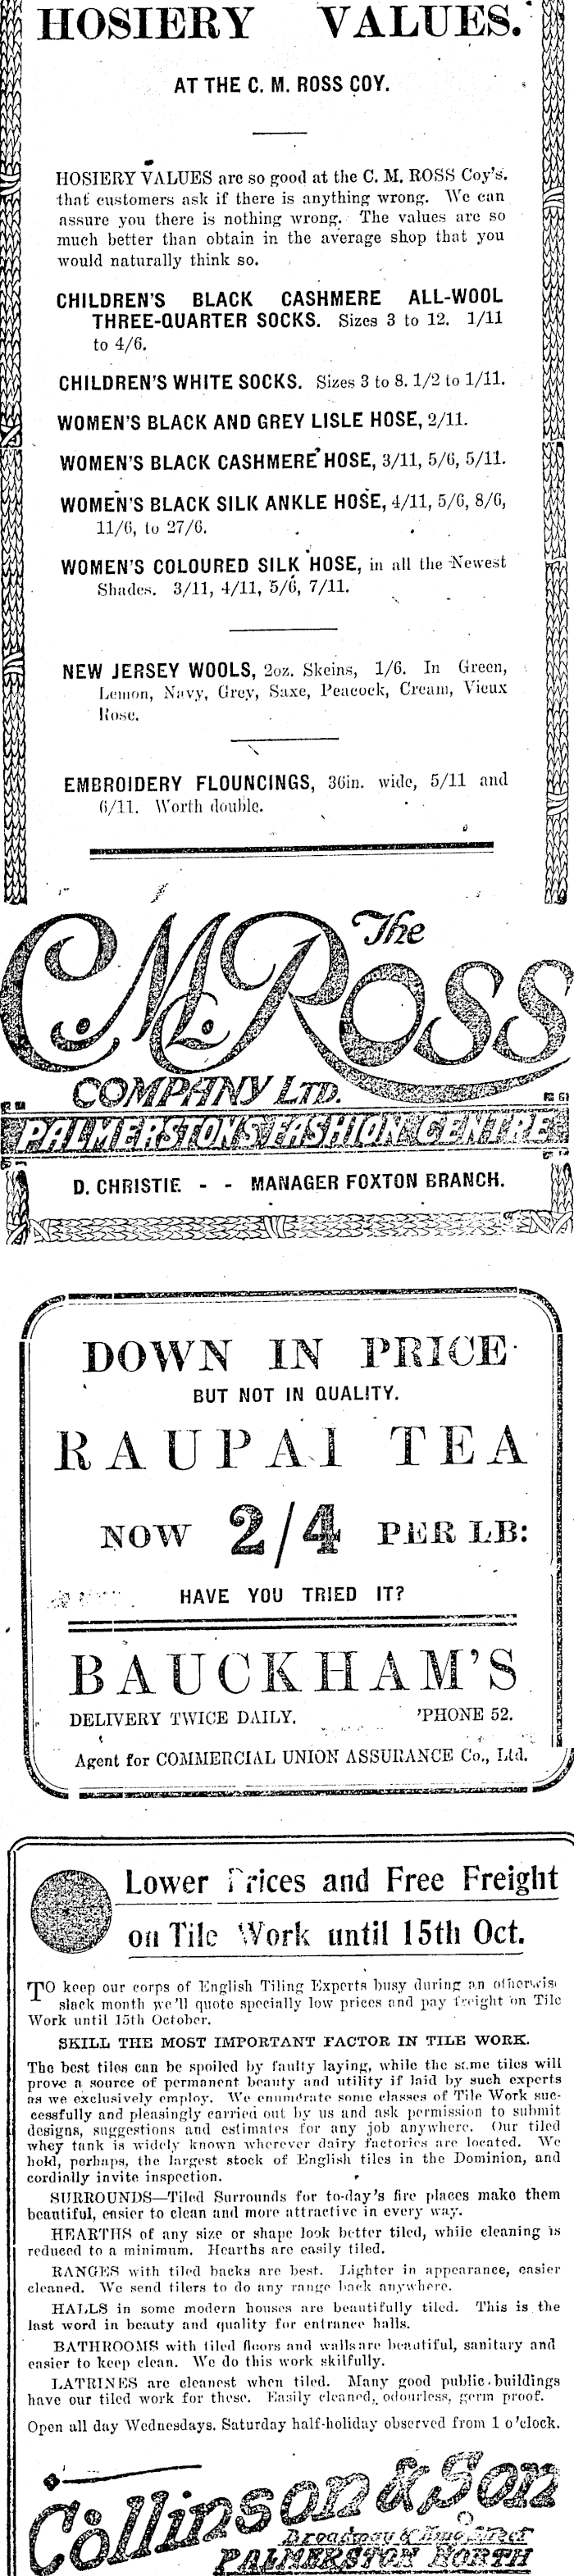 HOSIERY VALUES.
AT THE C. M. ROSS COY.
HOSIERY VALUES are so good at the C. M. ROSS Coy's.
that customers ask if there is anything wrong. We can
assure you there is nothing wrong. The values are so
much better than obtain in the average shop that you
would naturally think so.
CHILDREN'S BLACK CASHMERE ALL-WOOL
THREE-QUARTER SOCKS. Sizes 3 to 12. 1/11
to 4/6.
CHILDREN'S WHITE SOCKS. Sizes 3 to 8. 1/2 to 1/11.
WOMEN'S BLACK AND GREY LISLE HOSE, 2/11.
WOMEN'S BLACK CASHMERE HOSE, 3/11, 5/6, 5/11.
WOMEN'S BLACK SILK ANKLE HOSE, 4/11, 5/6, 8/6,
11/6, to 27/6.
WOMEN'S COLOURED SILK HOSE, in all the Newest
Shades. 3/11, 4/11, 5/6, 7/11.
NEW JERSEY WOOLS, 2oz. Skeins, 1/6. In Green,
Lemon, Navy, Grey, Saxe, Peacock, Cream, Vieux
Rose.
EMBROIDERY FLOUNCINGS, 36in. wide, 5/11 and
6/11. Worth double.
The
C. M. ROSS
COMPANY LTD.
PALMERSTON'S FASHION CENTRE
D. CHRISTIE - - MANAGER FOXTON BRANCH.
DOWN IN PRICE
BUT NOT IN QUALITY.
RAUPAI TEA
NOW 2/4 PER LB:
HAVE YOU TRIED IT?
BAUCKHAM'S
DELIVERY TWICE DAILY. 'PHONE 52.
Agent for COMMERCIAL UNION ASSURANCE Co., Ltd.
Lower Prices and Free Freight
on Tile Work until 15th Oct.
TO keep our corps of English Tiling Experts busy during an otherwise
slack month we'll quote specially low prices and pay freight on Tile
Work until 15th October.
SKILL THE MOST IMPORTANT FACTOR IN TILE WORK.
The best tiles can be spoiled by faulty laying, while the same tiles will
prove a source of permanent beauty and utility if laid by such experts
as we exclusively employ. We enumerate some classes of Tile Work suc-
cessfully and pleasingly carried out by us and ask permission to submit
designs, suggestions and estimates for any job anywhere. Our tiled
whey tank is widely known wherever dairy factories are located. We
hold, perhaps, the largest stock of English tiles in the Dominion, and
cordially invite inspection.
SURROUNDS—Tiled Surrounds for to-day's fire places make them
beautiful, easier to clean and more attractive in every way.
HEARTHS of any size or shape look better tiled, while cleaning is
reduced to a minimum. Hearths are easily tiled.
RANGES with tiled backs are best. Lighter in appearance, easier
cleaned. We send tilers to do any range back anywhere.
HALLS in some modern houses are beautifully tiled. This is the
last word in beauty and quality for entrance halls.
BATHROOMS with tiled floors and walls are beautiful, sanitary and
easier to keep clean. We do this work skilfully.
LATRINES are cleanest when tiled. Many good public buildings
have our tiled work for these. Easily cleaned, odourless, germ proof.
Open all day Wednesdays. Saturday half-holiday observed from 1 o'clock.
Collinson & Son
Broadway &
PALMERSTON NORTH